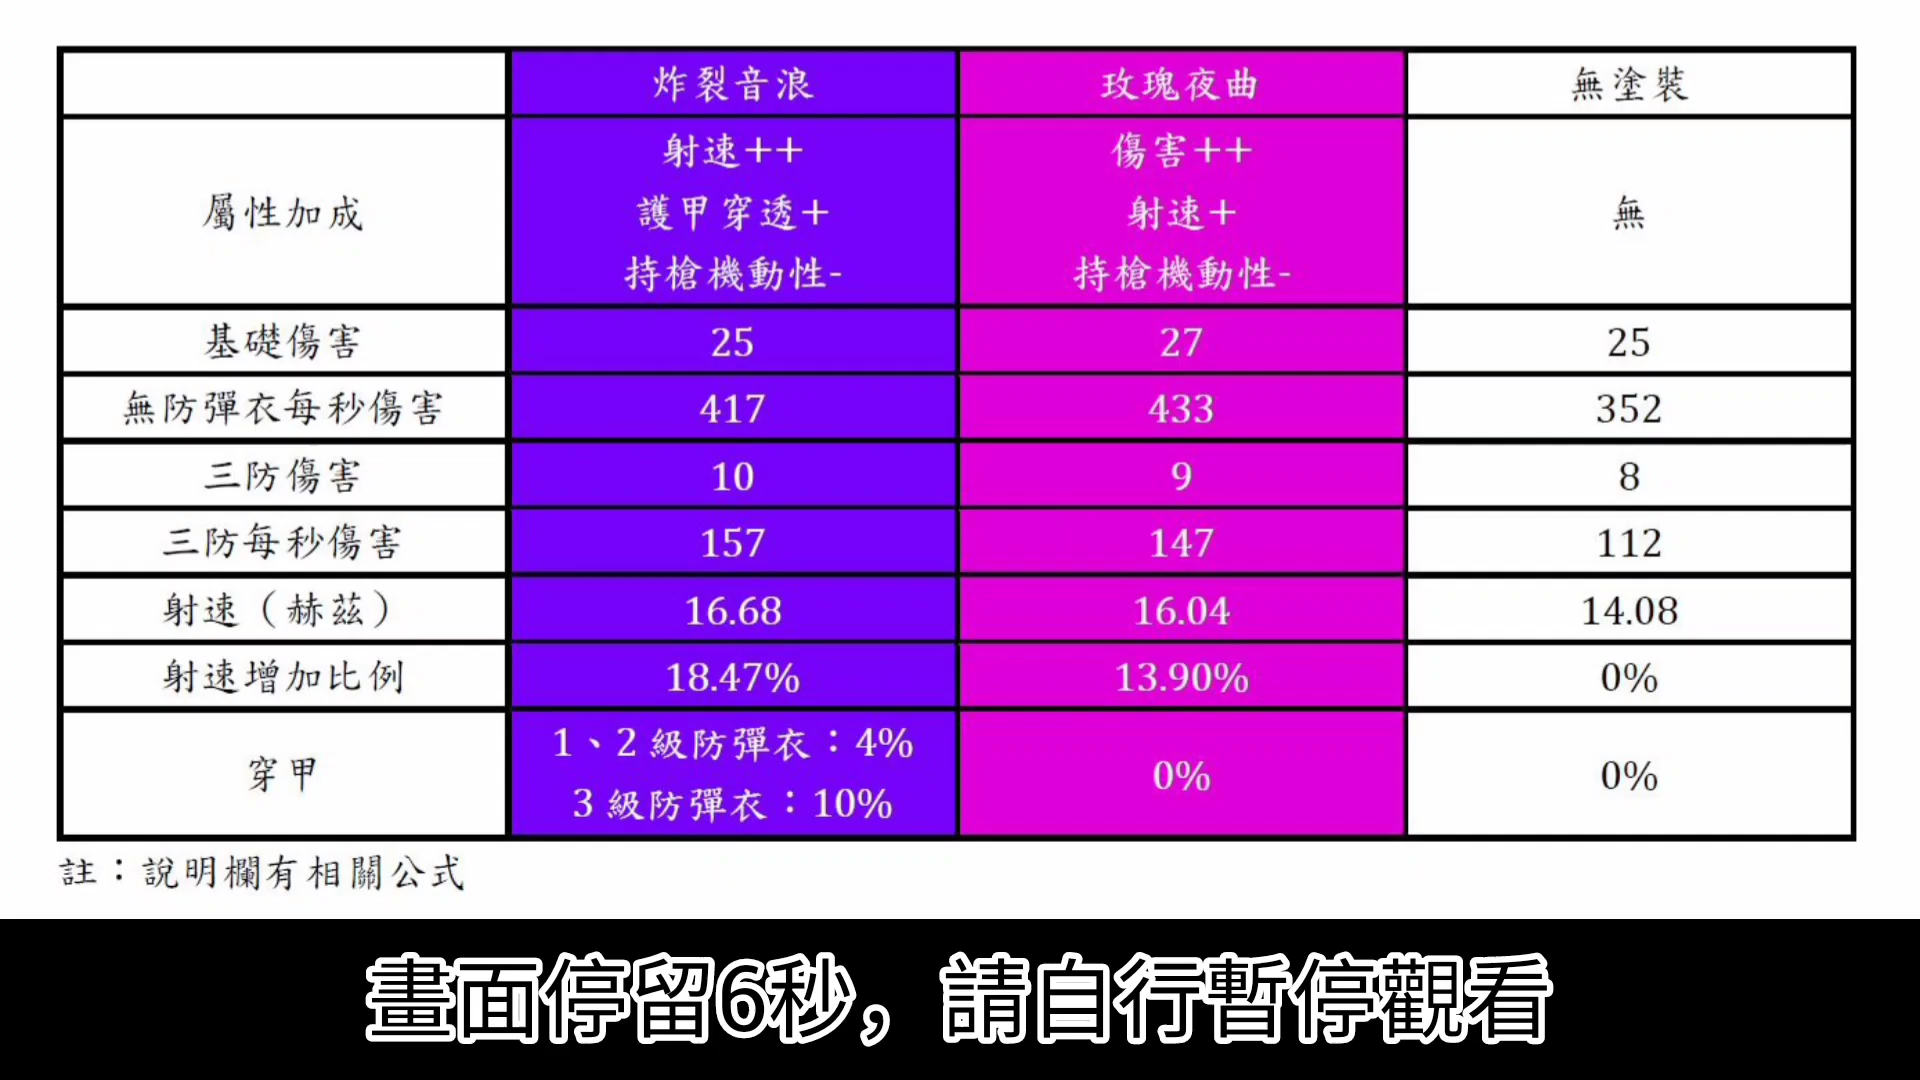 炸裂音浪 玫瑰夜曲 無塗裝
屬性加成 射速++ 護甲穿透+ 持槍機動性- 傷害++ 射速+ 持槍機動性- 無
基礎傷害 25 27 25
無防彈衣每秒傷害 417 433 352
三防傷害 10 9 8
三防每秒傷害 157 147 112
射速（赫茲） 16.68 16.04 14.08
射速增加比例 18.47% 13.90% 0%
穿甲 1、2 級防彈衣：4% 3 級防彈衣：10% 0% 0%
註：說明欄有相關公式
畫面停留6秒，請自行暫停觀看